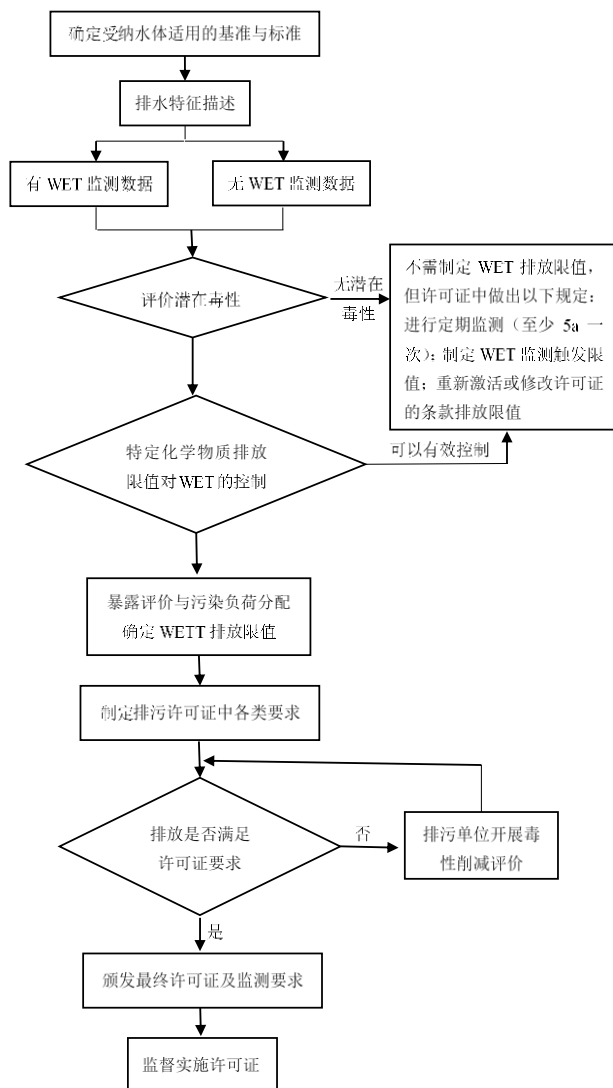 确定受纳水体适用的基准与标准
排水特征描述
有 WET 监测数据
无 WET 监测数据
评价潜在毒性
无潜在
毒性
不需制定 WET 排放限值，
但许可证中做出以下规定：
进行定期监测（至少 5a 一
次）；制定 WET 监测触发限
值；重新激活或修改许可证
的条款排放限值
特定化学物质排放
限值对WET的控制
可以有效控制
暴露评价与污染负荷分配
确定 WETT 排放限值
制定排污许可证中各类要求
排放是否满足
许可证要求
否
排污单位开展毒
性削减评价
是
颁发最终许可证及监测要求
监督实施许可证